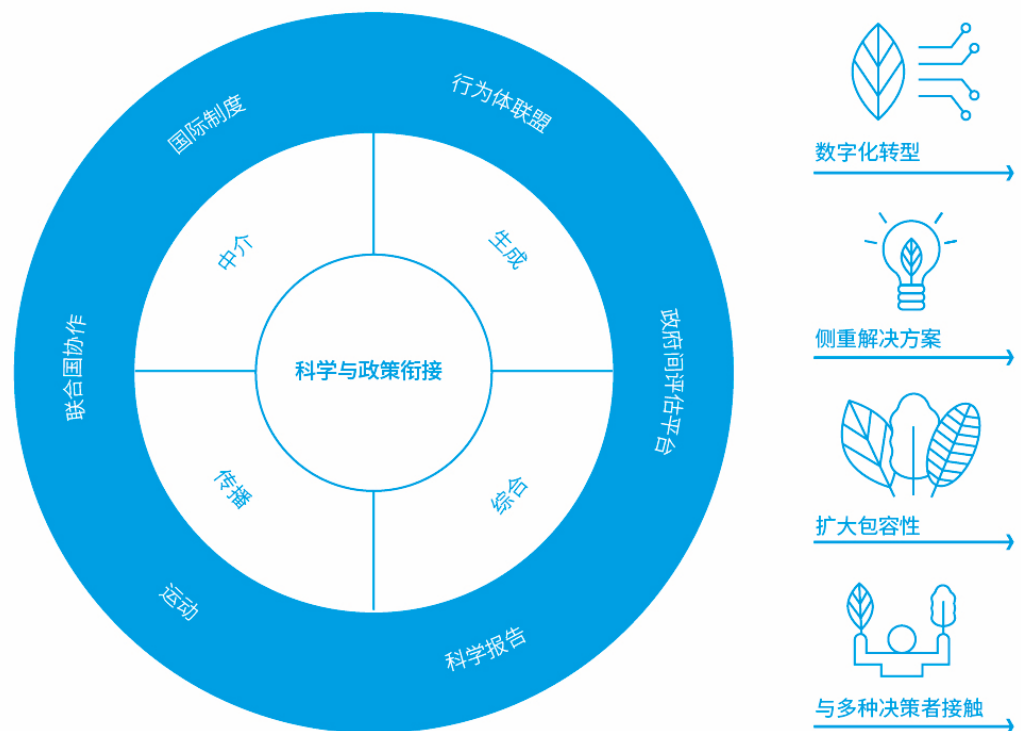 国际制度
行为体联盟
联合国协作
政府间评估平台
运动
科学报告
中介
生成
传播
综合
科学与政策衔接
数字化转型
侧重解决方案
扩大包容性
与多种决策者接触